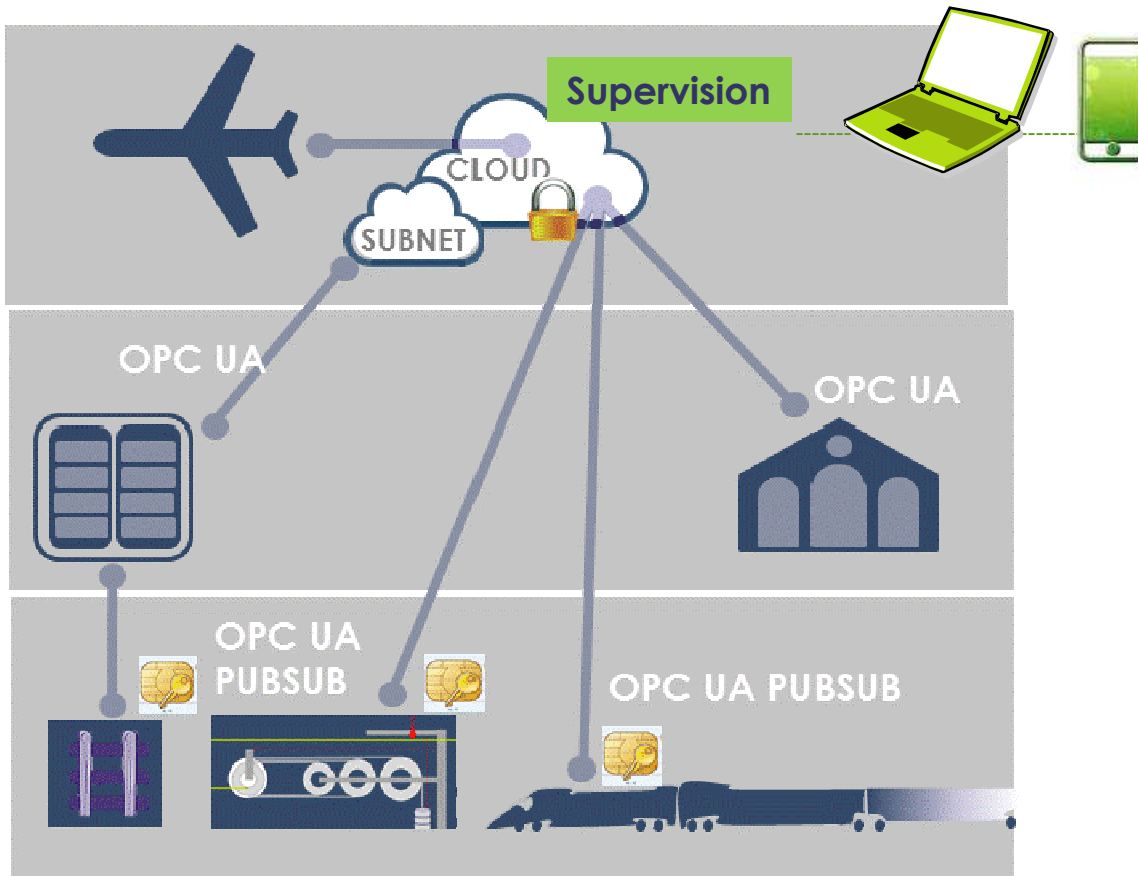 Supervision
CLOUD
SUBNET
OPC UA
OPC UA
OPC UA
PUBSUB
OPC UA PUBSUB